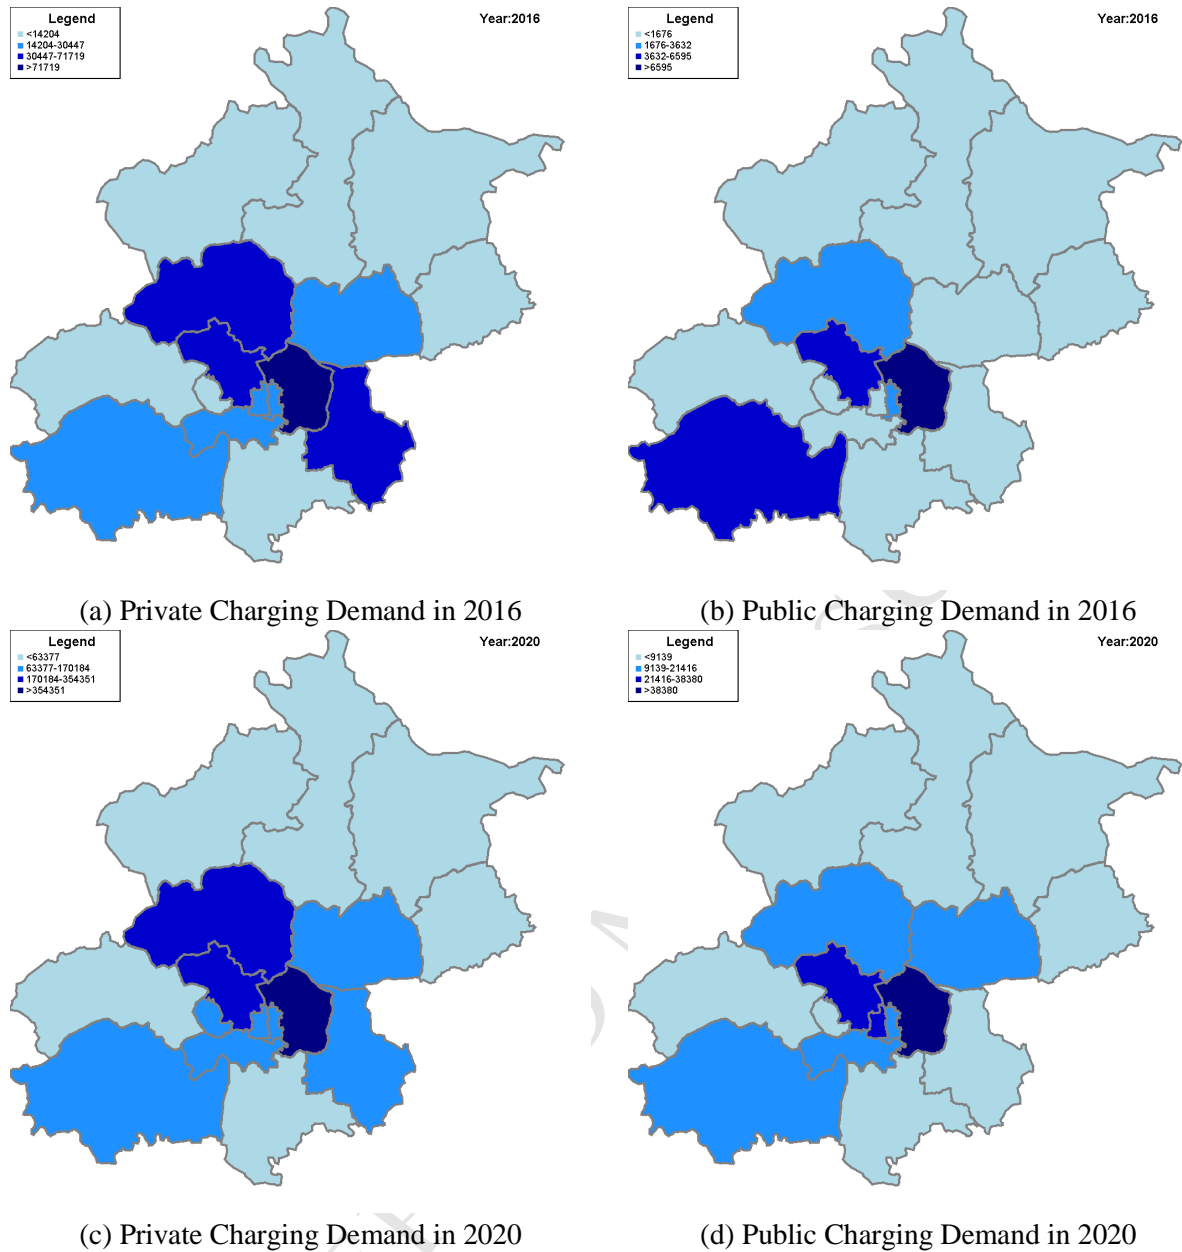 Legend
<14204
14204-30447
30447-71719
>71719
Year:2016
Legend
<1676
1676-3632
3632-6595
>6595
Year:2016
(a) Private Charging Demand in 2016
(b) Public Charging Demand in 2016
Legend
<63377
63377-170184
170184-354351
>354351
Year:2020
Legend
<9139
9139-21416
21416-38380
>38380
Year:2020
(c) Private Charging Demand in 2020
(d) Public Charging Demand in 2020